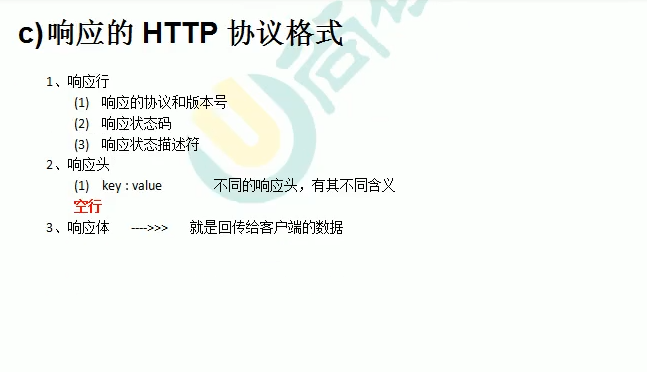 c)响应的 HTTP 协议格式
1、响应行
(1) 响应的协议和版本号
(2) 响应状态码
(3) 响应状态描述符
2、响应头
(1) key : value 不同的响应头，有其不同含义
空行
3、响应体 ---->>> 就是回传给客户端的数据